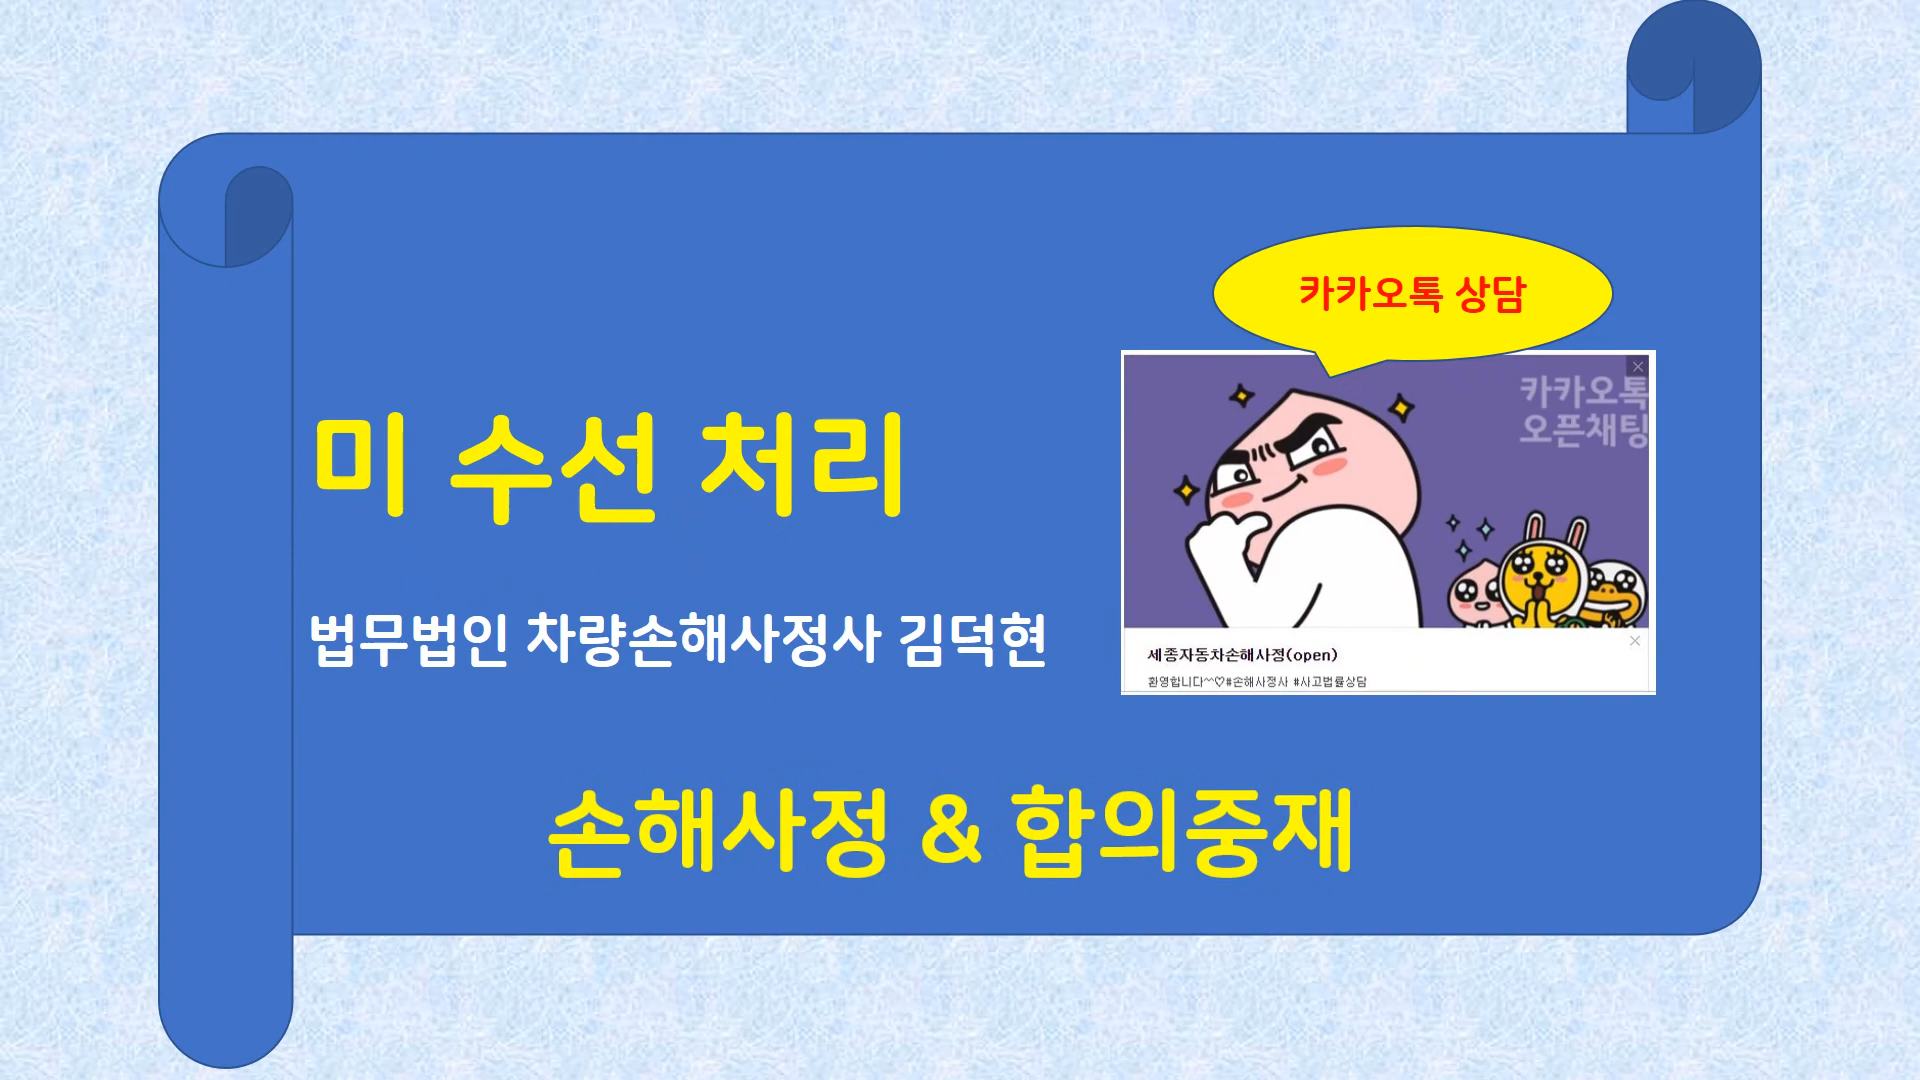 카카오톡 상담
카카오톡
오픈채팅
미 수선 처리
법무법인 차량손해사정사 김덕현
세종자동차손해사정(open)
환영합니다^^♡#손해사정사 #사고법률상담
손해사정 & 합의중재